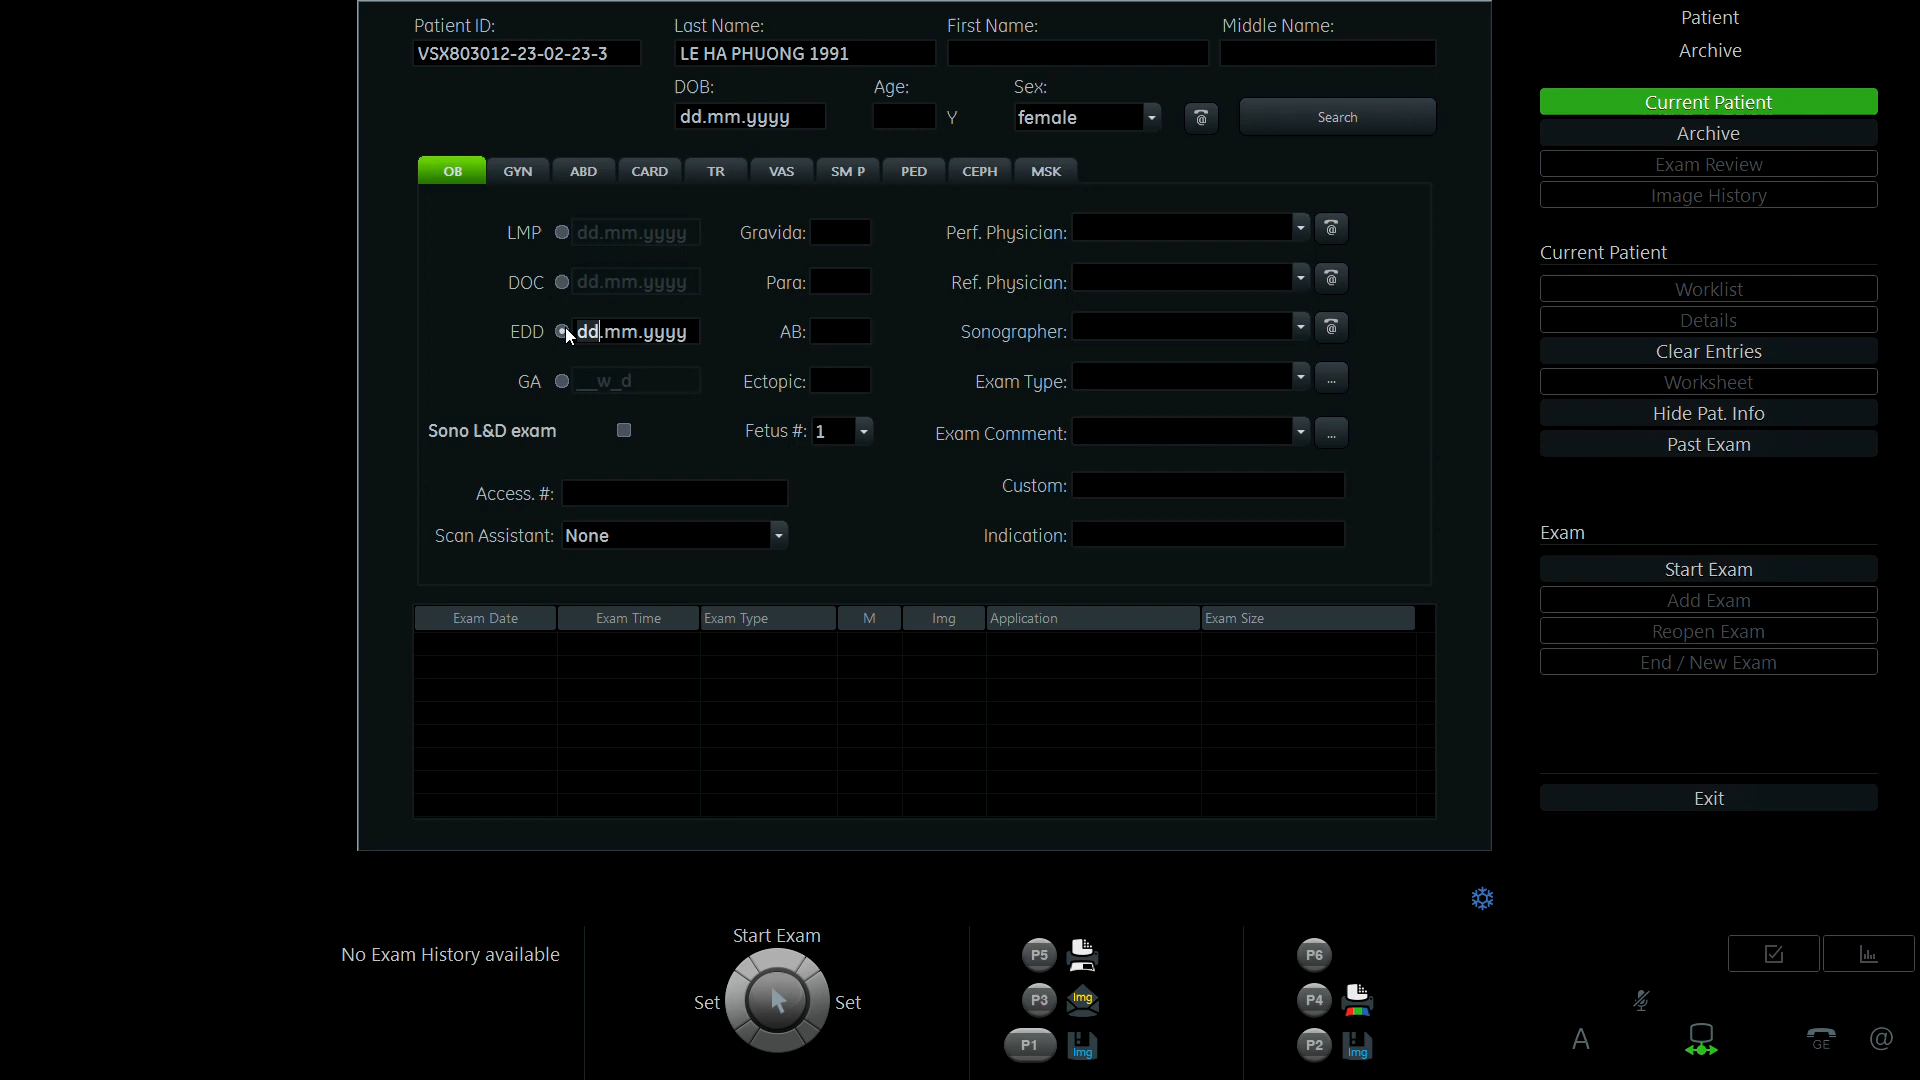 Patient ID: Last Name: First Name: Middle Name:
VSX803012-23-02-23-3 LE HA PHUONG 1991
DOB: Age: Sex:
dd.mm.yyyy Y female @ Search
OB GYN ABD CARD TR VAS SM P PED CEPH MSK
LMP dd.mm.yyyy Gravida: Perf. Physician: @
DOC dd.mm.yyyy Para: Ref. Physician: @
EDD dd.mm.yyyy AB: Sonographer: @
GA __w_d Ectopic: Exam Type: ...
Sono L&D exam Fetus #: 1 Exam Comment: ...
Access. #: Custom:
Scan Assistant: None Indication:
Exam Date Exam Time Exam Type M Img Application Exam Size
No Exam History available
Start Exam
Set Set
P5
P3 Img
P1 Img
P6
P4
P2 Img
Patient
Archive
Current Patient
Archive
Exam Review
Image History
Current Patient
Worklist
Details
Clear Entries
Worksheet
Hide Pat. Info
Past Exam
Exam
Start Exam
Add Exam
Reopen Exam
End / New Exam
Exit
A GE @